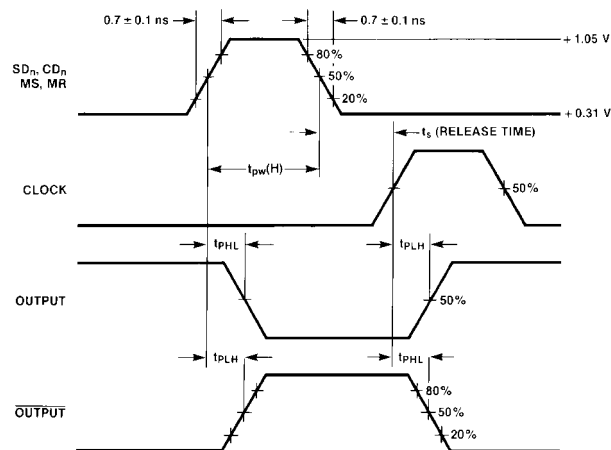 0.7 ± 0.1 ns
0.7 ± 0.1 ns
+ 1.05 V
80%
SDn, CDn
MS, MR
50%
20%
+ 0.31 V
ts (RELEASE TIME)
tpw(H)
CLOCK
50%
tPHL
tPLH
OUTPUT
50%
tPLH
tPHL
80%
OUTPUT
50%
20%